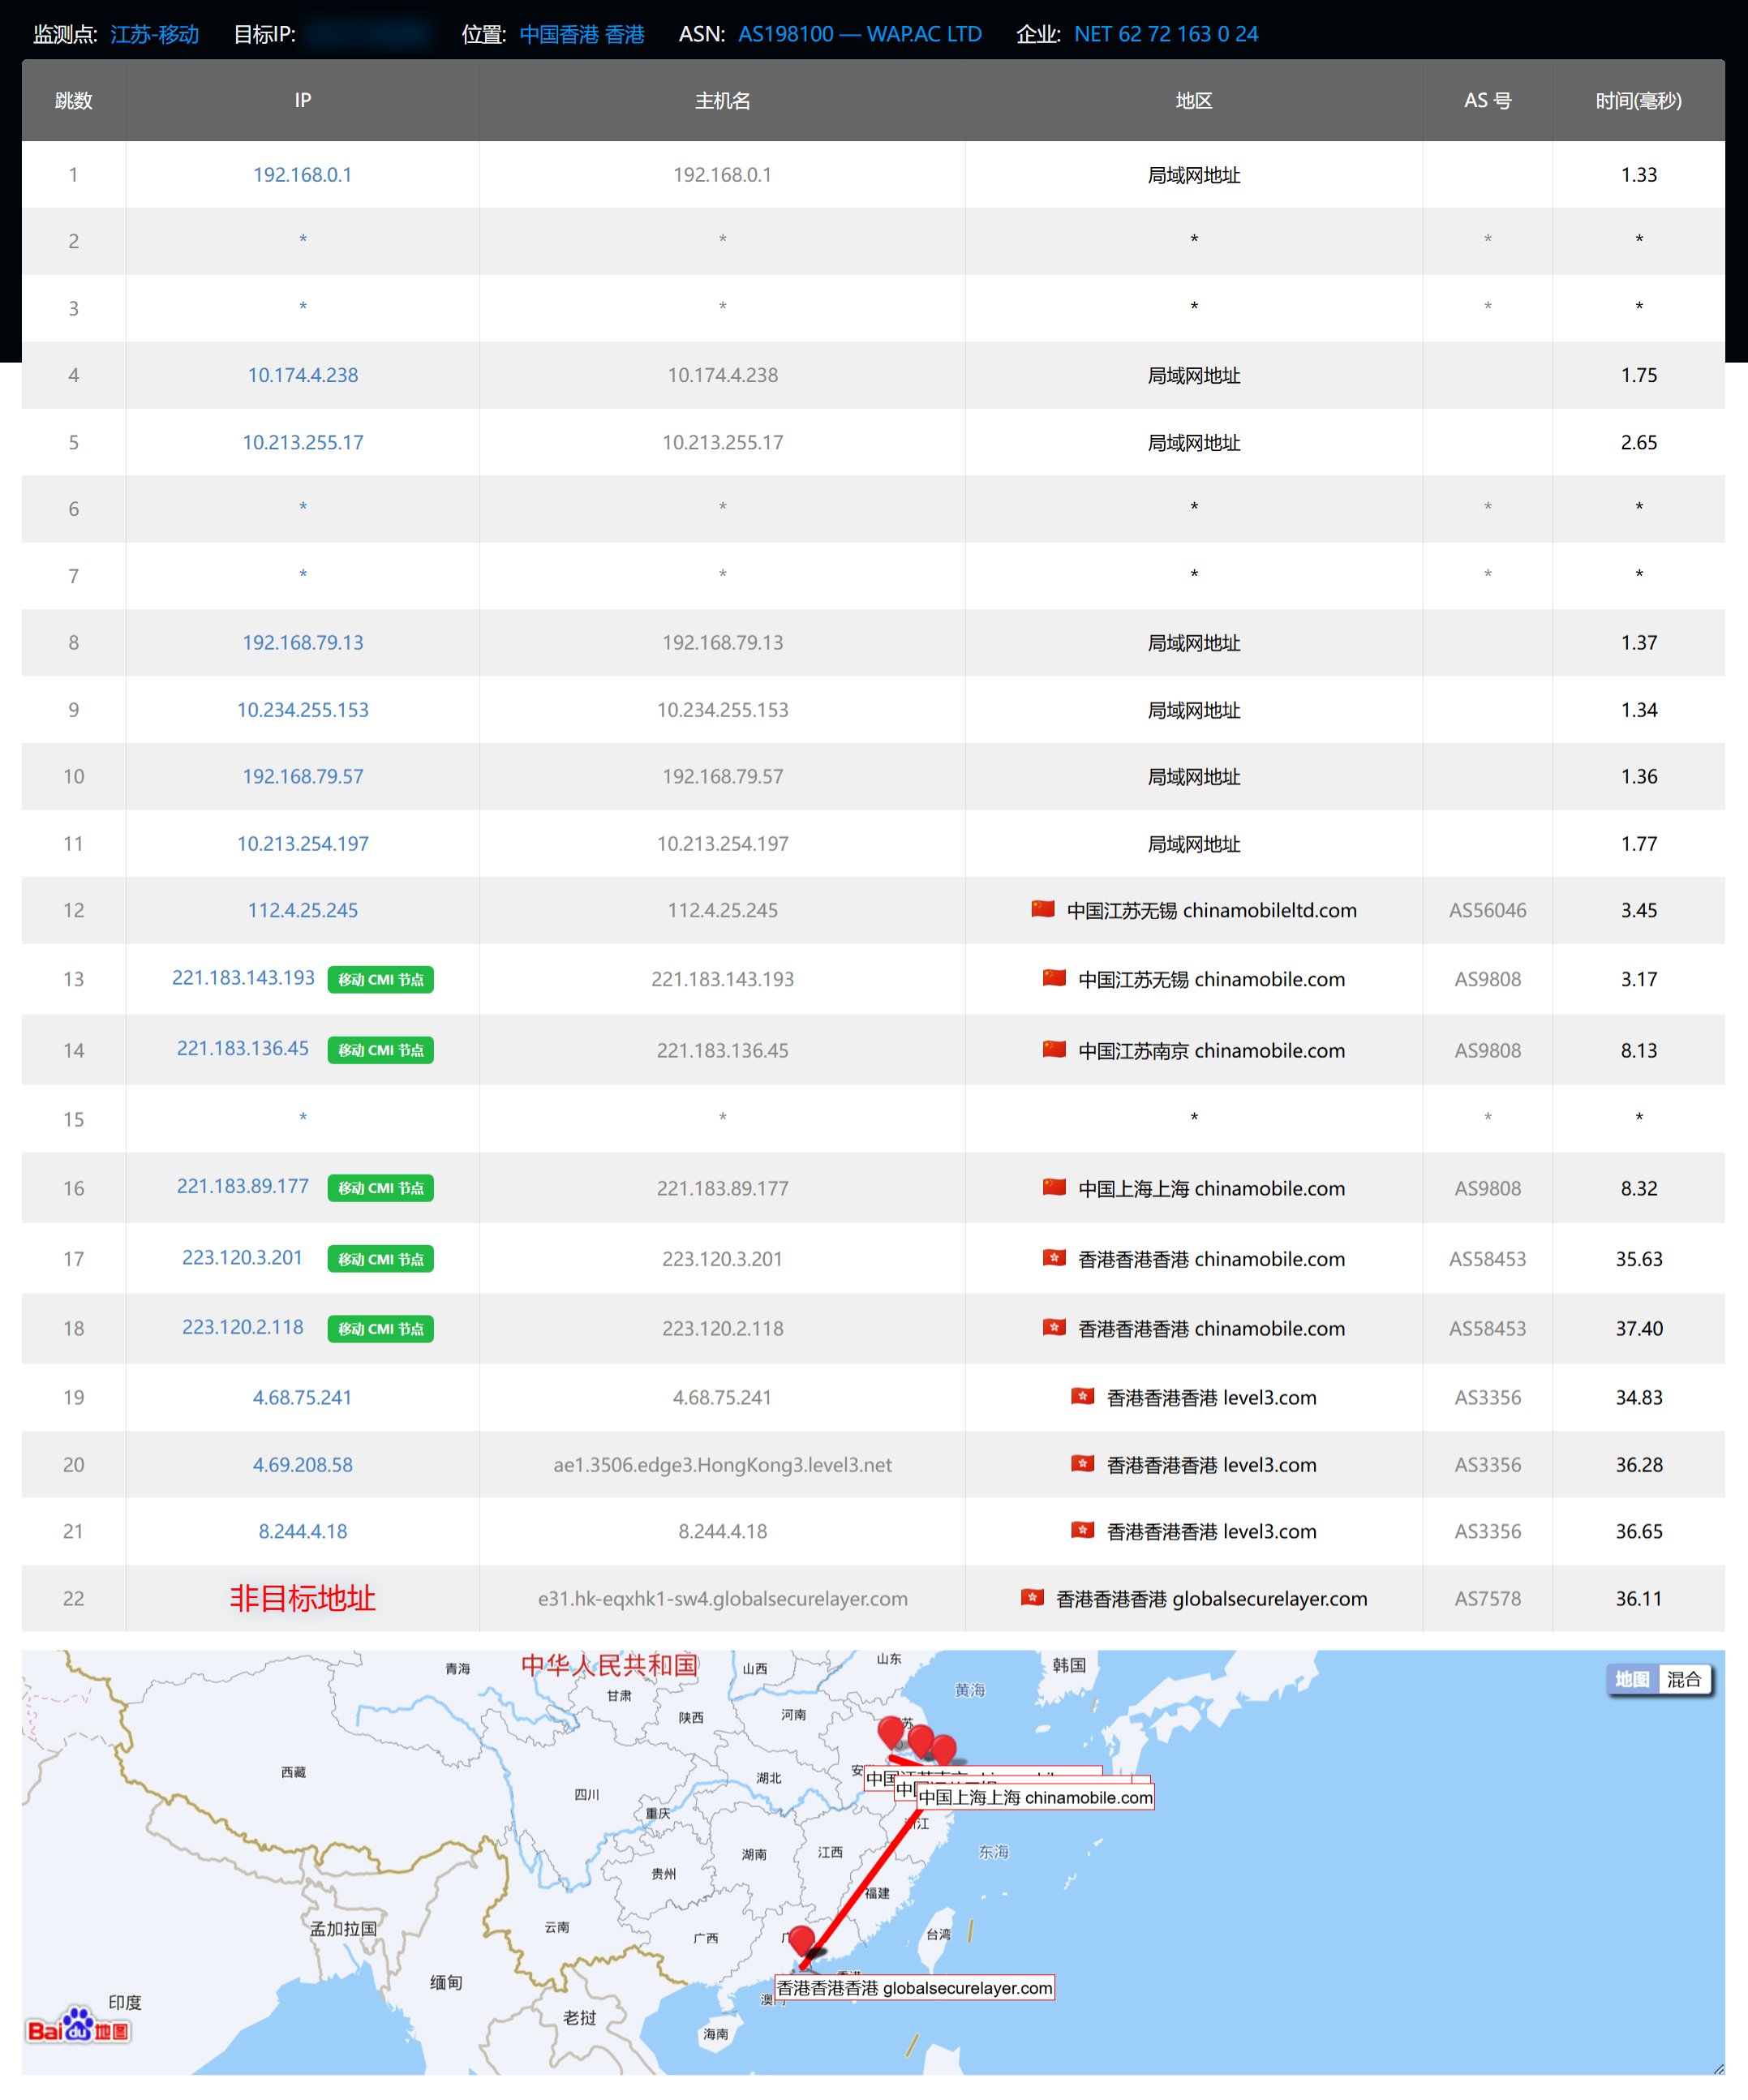 监测点: 江苏-移动 目标IP: 位置: 中国香港 香港 ASN: AS198100 — WAP.AC LTD 企业: NET 62 72 163 0 24
跳数 IP 主机名 地区 AS 号 时间(毫秒)
1 192.168.0.1 192.168.0.1 局域网地址 1.33
2 * * * * *
3 * * * * *
4 10.174.4.238 10.174.4.238 局域网地址 1.75
5 10.213.255.17 10.213.255.17 局域网地址 2.65
6 * * * * *
7 * * * * *
8 192.168.79.13 192.168.79.13 局域网地址 1.37
9 10.234.255.153 10.234.255.153 局域网地址 1.34
10 192.168.79.57 192.168.79.57 局域网地址 1.36
11 10.213.254.197 10.213.254.197 局域网地址 1.77
12 112.4.25.245 112.4.25.245 中国江苏无锡 chinamobileltd.com AS56046 3.45
13 221.183.143.193 移动 CMI 节点 221.183.143.193 中国江苏无锡 chinamobile.com AS9808 3.17
14 221.183.136.45 移动 CMI 节点 221.183.136.45 中国江苏南京 chinamobile.com AS9808 8.13
15 * * * * *
16 221.183.89.177 移动 CMI 节点 221.183.89.177 中国上海上海 chinamobile.com AS9808 8.32
17 223.120.3.201 移动 CMI 节点 223.120.3.201 香港香港香港 chinamobile.com AS58453 35.63
18 223.120.2.118 移动 CMI 节点 223.120.2.118 香港香港香港 chinamobile.com AS58453 37.40
19 4.68.75.241 4.68.75.241 香港香港香港 level3.com AS3356 34.83
20 4.69.208.58 ae1.3506.edge3.HongKong3.level3.net 香港香港香港 level3.com AS3356 36.28
21 8.244.4.18 8.244.4.18 香港香港香港 level3.com AS3356 36.65
22 非目标地址 e31.hk-eqxhk1-sw4.globalsecurelayer.com 香港香港香港 globalsecurelayer.com AS7578 36.11
青海 中华人民共和国 山西 山东 韩国
地图 混合
甘肃 黄海
陕西 河南 苏
西藏 湖北 安
四川 中国
重庆 中国上海上海 chinamobile.com
江
湖南 江西 东海
贵州
福建
孟加拉国 云南 广西 广 台湾
缅甸 香港香港香港 globalsecurelayer.com
印度 澳门
老挝
Baidu地图 海南